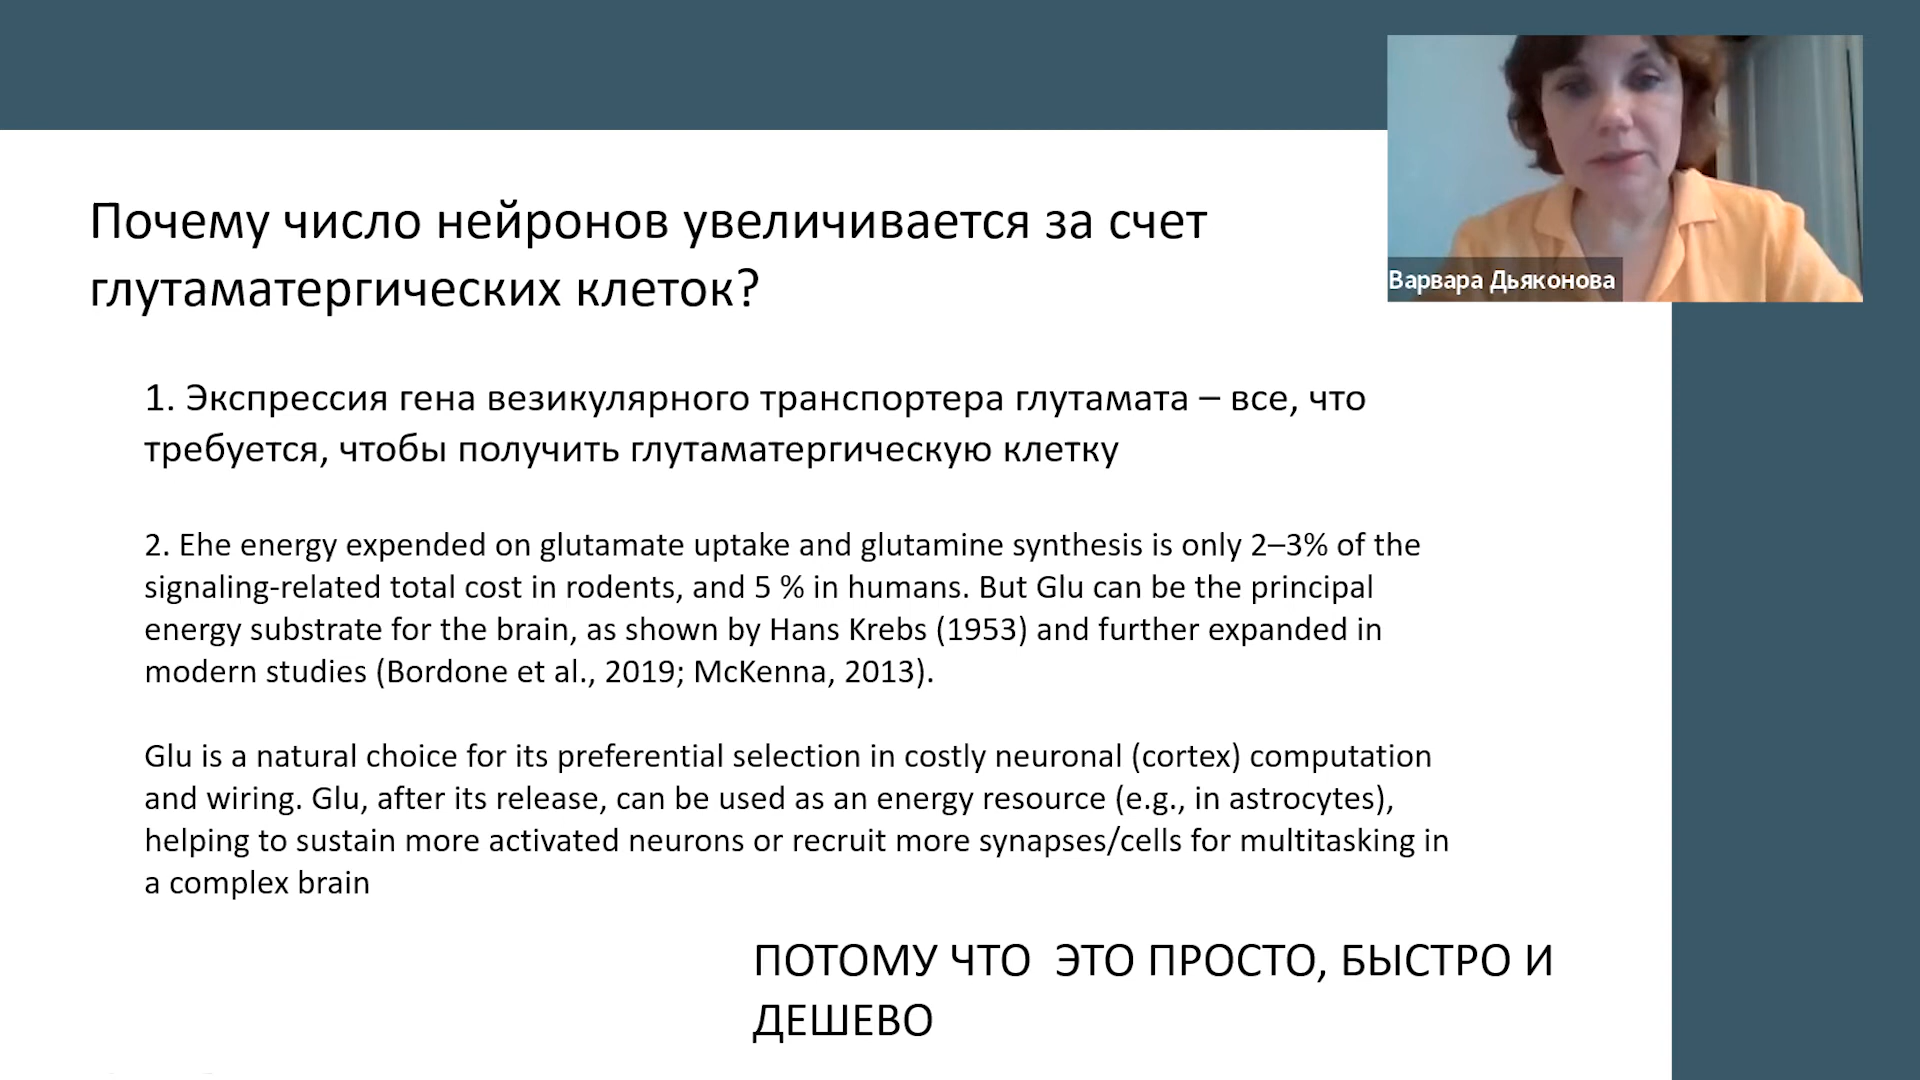 Варвара Дьяконова
Почему число нейронов увеличивается за счет
глутаматергических клеток?
1. Экспрессия гена везикулярного транспортера глутамата – все, что
требуется, чтобы получить глутаматергическую клетку
2. Ehe energy expended on glutamate uptake and glutamine synthesis is only 2–3% of the
signaling-related total cost in rodents, and 5 % in humans. But Glu can be the principal
energy substrate for the brain, as shown by Hans Krebs (1953) and further expanded in
modern studies (Bordone et al., 2019; McKenna, 2013).
Glu is a natural choice for its preferential selection in costly neuronal (cortex) computation
and wiring. Glu, after its release, can be used as an energy resource (e.g., in astrocytes),
helping to sustain more activated neurons or recruit more synapses/cells for multitasking in
a complex brain
ПОТОМУ ЧТО  ЭТО ПРОСТО, БЫСТРО И
ДЕШЕВО